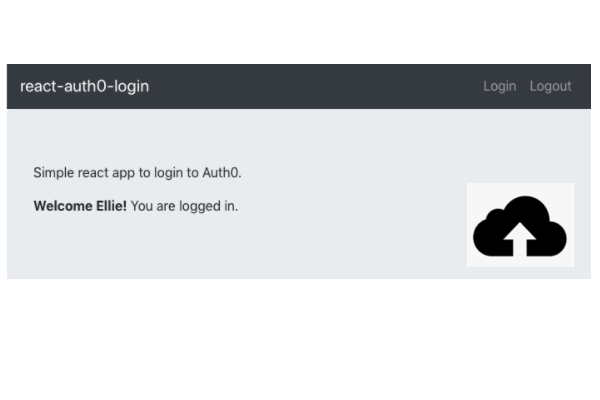 react-auth0-login
Login Logout
Simple react app to login to Auth0.
Welcome Ellie! You are logged in.